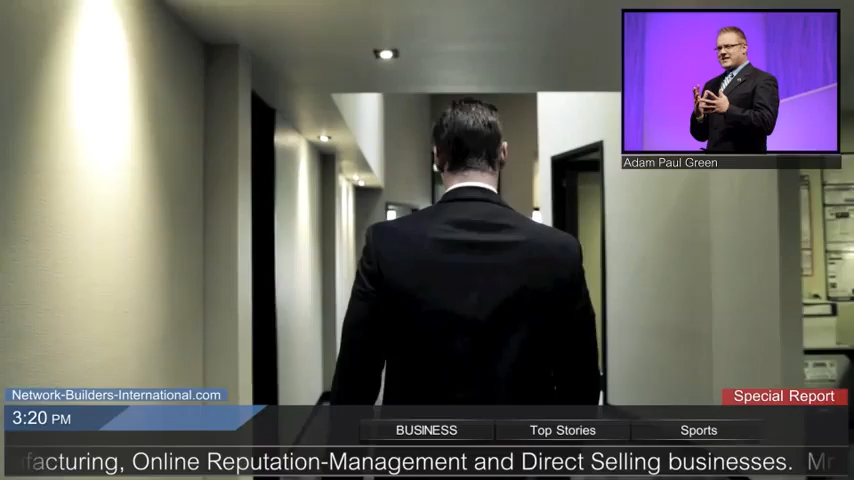 Adam Paul Green
Network-Builders-International.com
Special Report
3:20 PM
BUSINESS
Top Stories
Sports
facturing, Online Reputation-Management and Direct Selling businesses. Mr